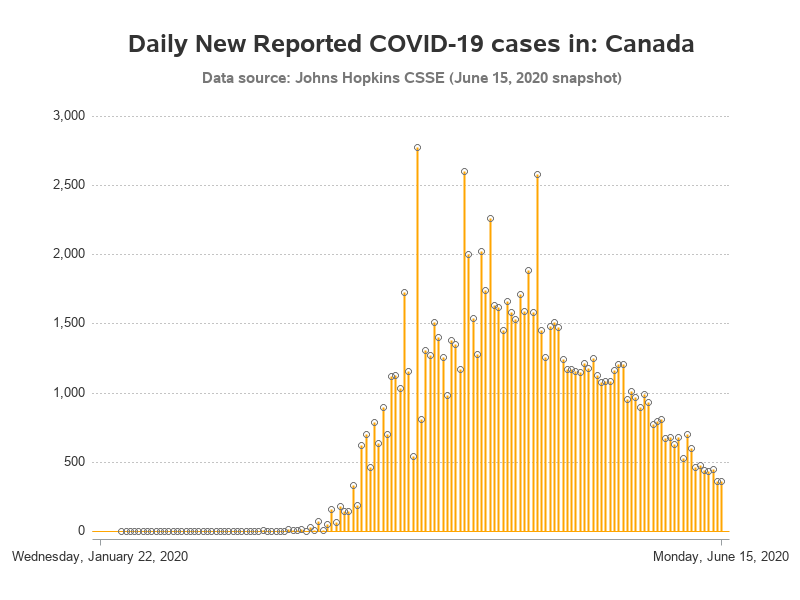 Daily New Reported COVID-19 cases in: Canada
Data source: Johns Hopkins CSSE (June 15, 2020 snapshot)
3,000
2,500
2,000
1,500
1,000
500
0
Wednesday, January 22, 2020
Monday, June 15, 2020